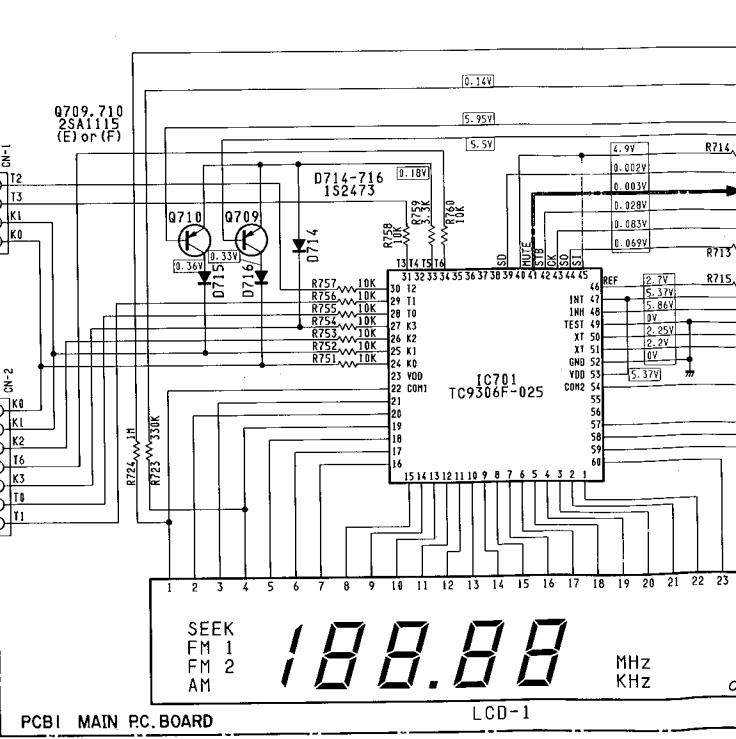 0.14V
Q709.710
2SA1115
(E) or (F)
5.95V
5.5V
4.9V
R714
CN-1
T2
T3
K1
K0
D714-716
1S2473
0.18V
0.002V
0.003V
0.028V
0.083V
0.069V
Q710
Q709
D714
R758
10K
R759
3.3K
R760
10K
SD
MUTE
STB
CK
SO
SI
R713
0.36V
D715
0.33V
D716
T3 T4 T5 T6
31 32 33 34 35 36 37 38 39 40 41 42 43 44 45
R757 10K
R756 10K
R755 10K
R754 10K
R753 10K
R752 10K
R751 10K
30 T2
29 T1
28 T0
27 K3
26 K2
25 K1
24 K0
23 VDD
22 COM1
21
20
19
18
17
16
IC701
TC9306F-025
46 REF
INT 47
INH 48
TEST 49
XT 50
XT 51
GND 52
VDD 53
COM2 54
55
56
57
58
59
60
2.7V
5.37V
5.86V
0V
2.25V
2.2V
0V
5.37V
R715
CN-2
K0
K1
K2
T6
K3
T0
T1
R724 1M
R723 330K
15 14 13 12 11 10 9 8 7 6 5 4 3 2 1
1 2 3 4 5 6 7 8 9 10 11 12 13 14 15 16 17 18 19 20 21 22 23
SEEK
FM 1
FM 2
AM
188.88
MHz
KHz
LCD-1
PCB1 MAIN P.C.BOARD